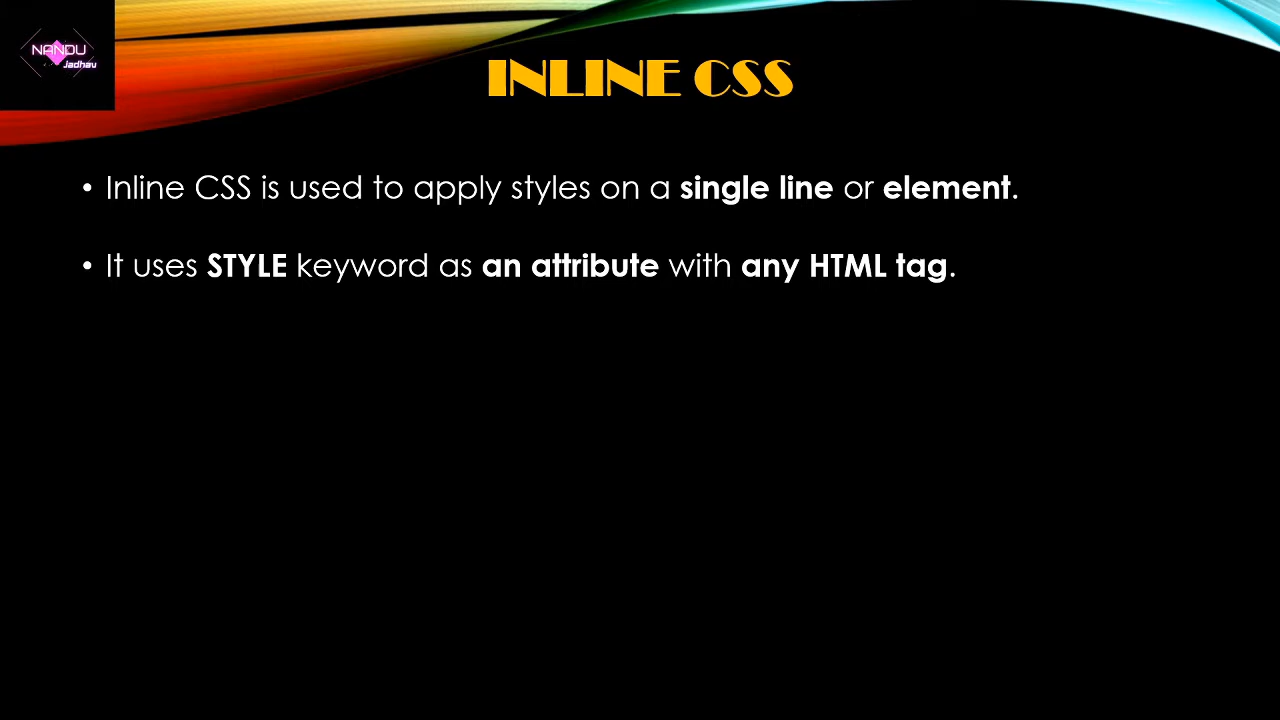 NANDU
Jadhav
INLINE CSS
• Inline CSS is used to apply styles on a single line or element.
• It uses STYLE keyword as an attribute with any HTML tag.